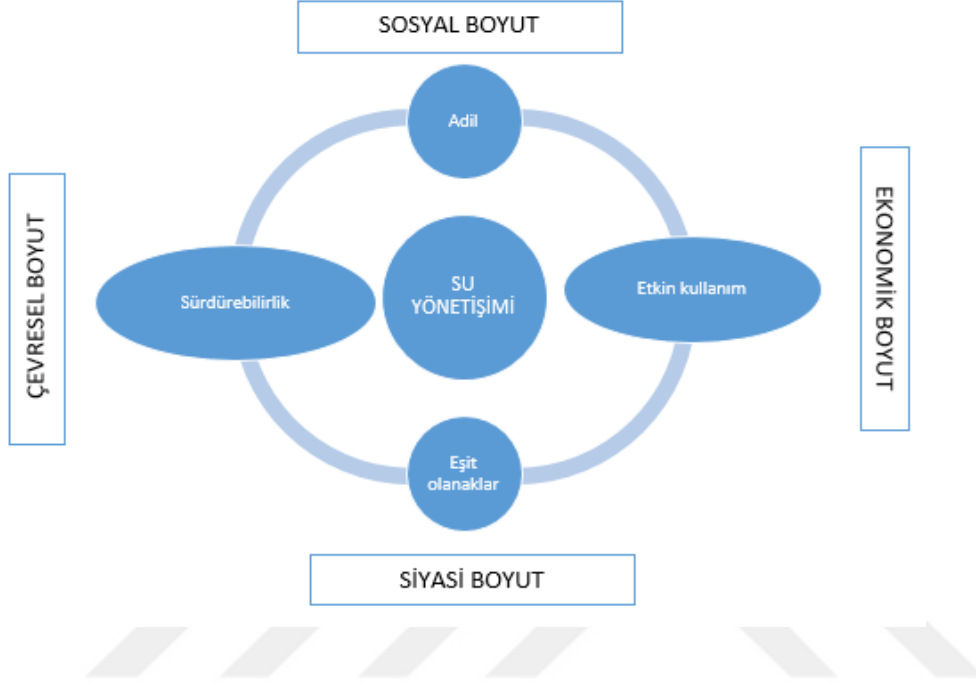 SOSYAL BOYUT
Adil
ÇEVRESEL BOYUT
Sürdürebilirlik
SU
YÖNETİŞİMİ
Etkin kullanım
EKONOMİK BOYUT
Eşit
olanaklar
SİYASİ BOYUT